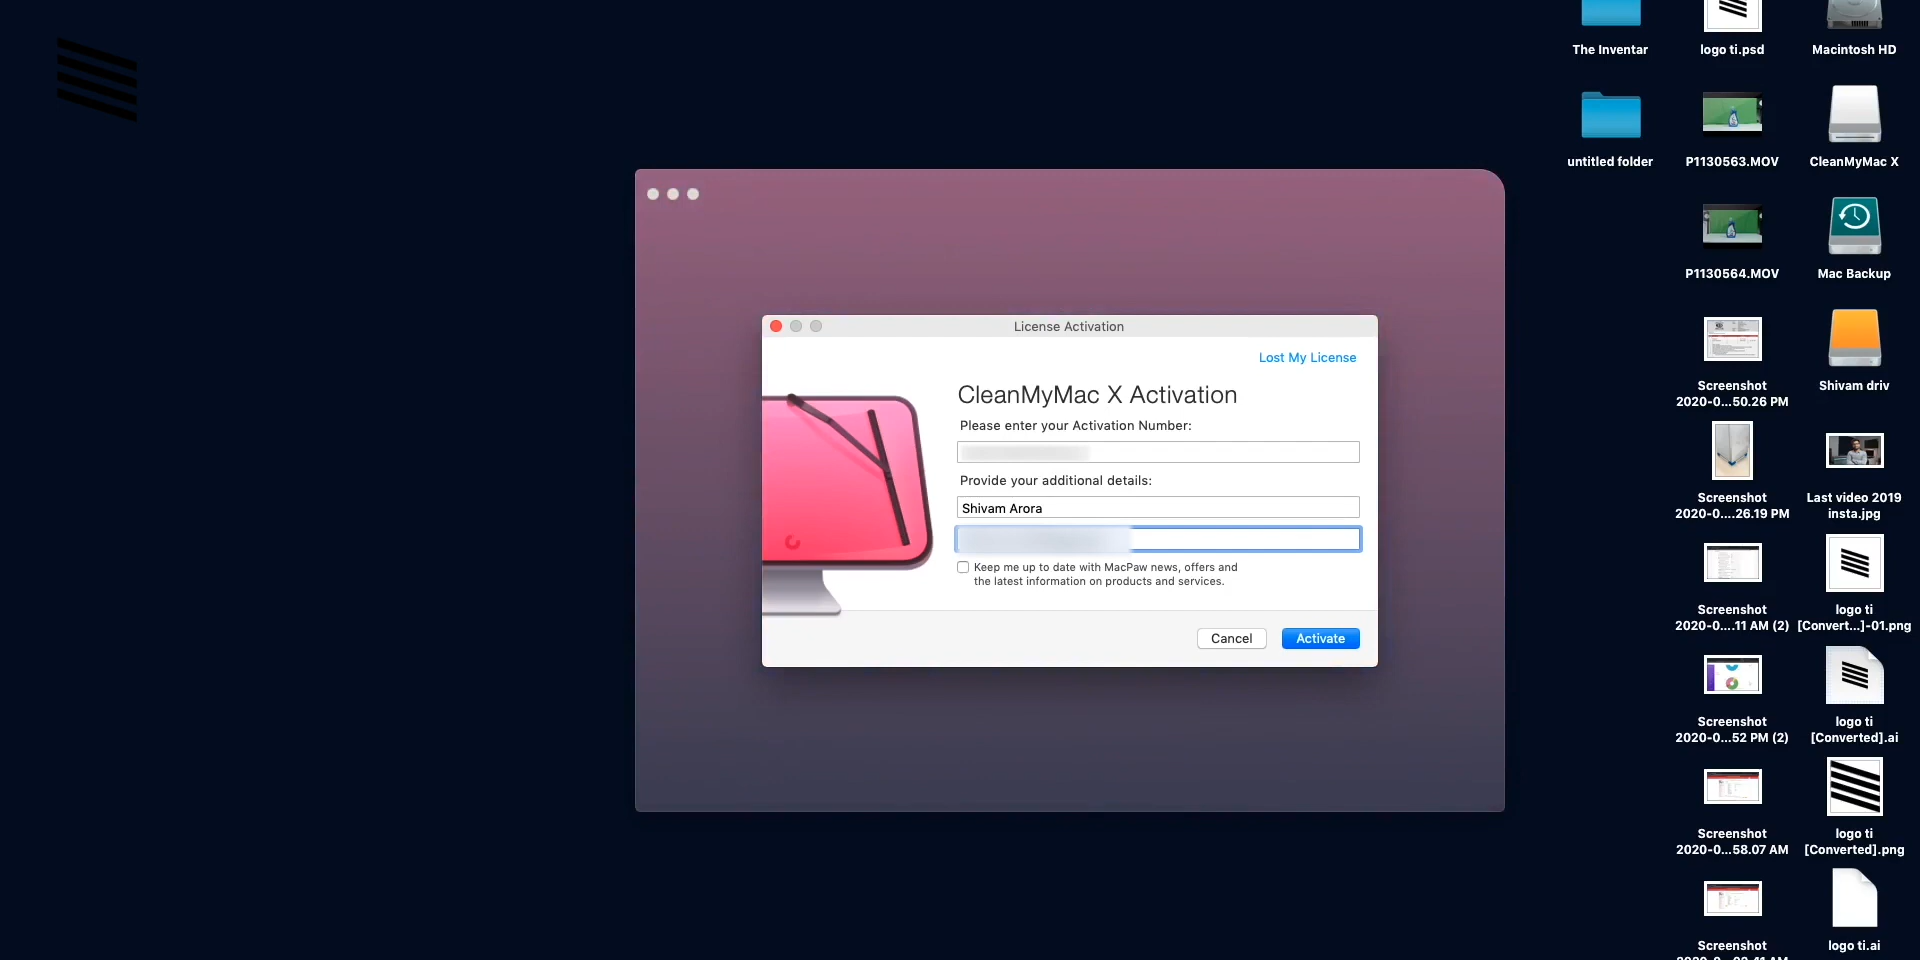 License Activation
Lost My License
CleanMyMac X Activation
Please enter your Activation Number:
Provide your additional details:
Shivam Arora
Keep me up to date with MacPaw news, offers and
the latest information on products and services.
Cancel
Activate
The Inventar
logo ti.psd
Macintosh HD
untitled folder
P1130563.MOV
CleanMyMac X
P1130564.MOV
Mac Backup
Screenshot
2020-0...50.26 PM
Shivam driv
Screenshot
2020-0....26.19 PM
Last video 2019
insta.jpg
Screenshot
2020-0....11 AM (2)
logo ti
[Convert...]-01.png
Screenshot
2020-0...52 PM (2)
logo ti
[Converted].ai
Screenshot
2020-0...58.07 AM
logo ti
[Converted].png
Screenshot
logo ti.ai